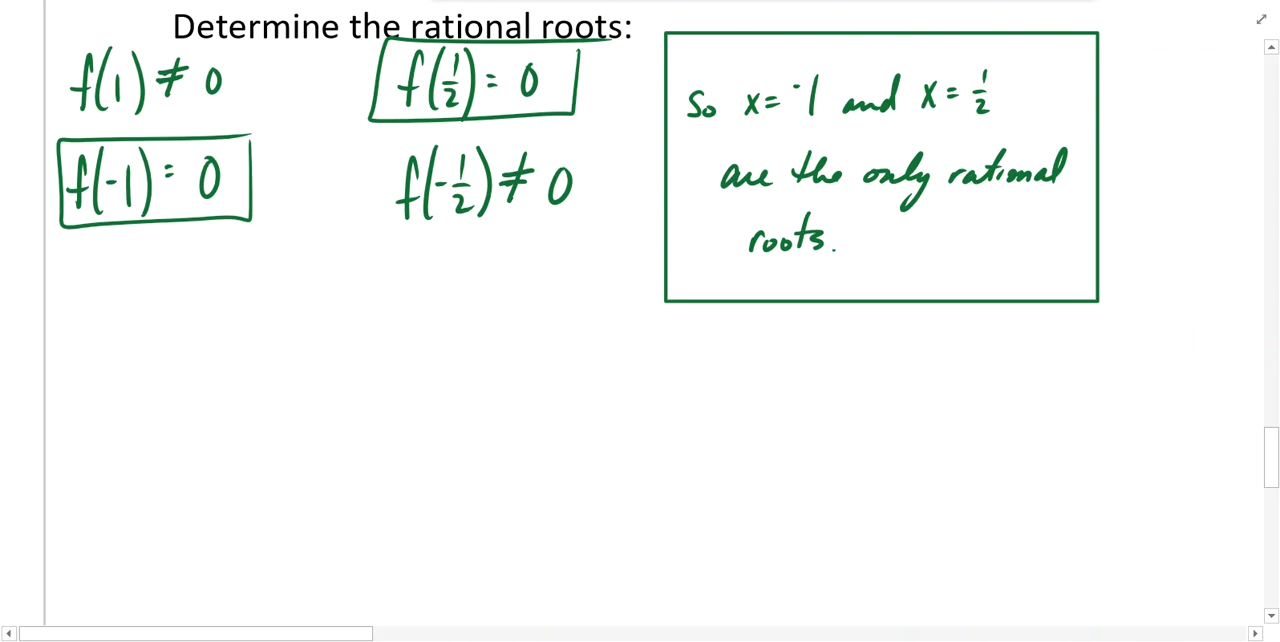 Determine the rational roots:
f(1) ≠ 0
f(-1) = 0
f(1/2) = 0
f(-1/2) ≠ 0
So x = -1 and x = 1/2
are the only rational
roots.